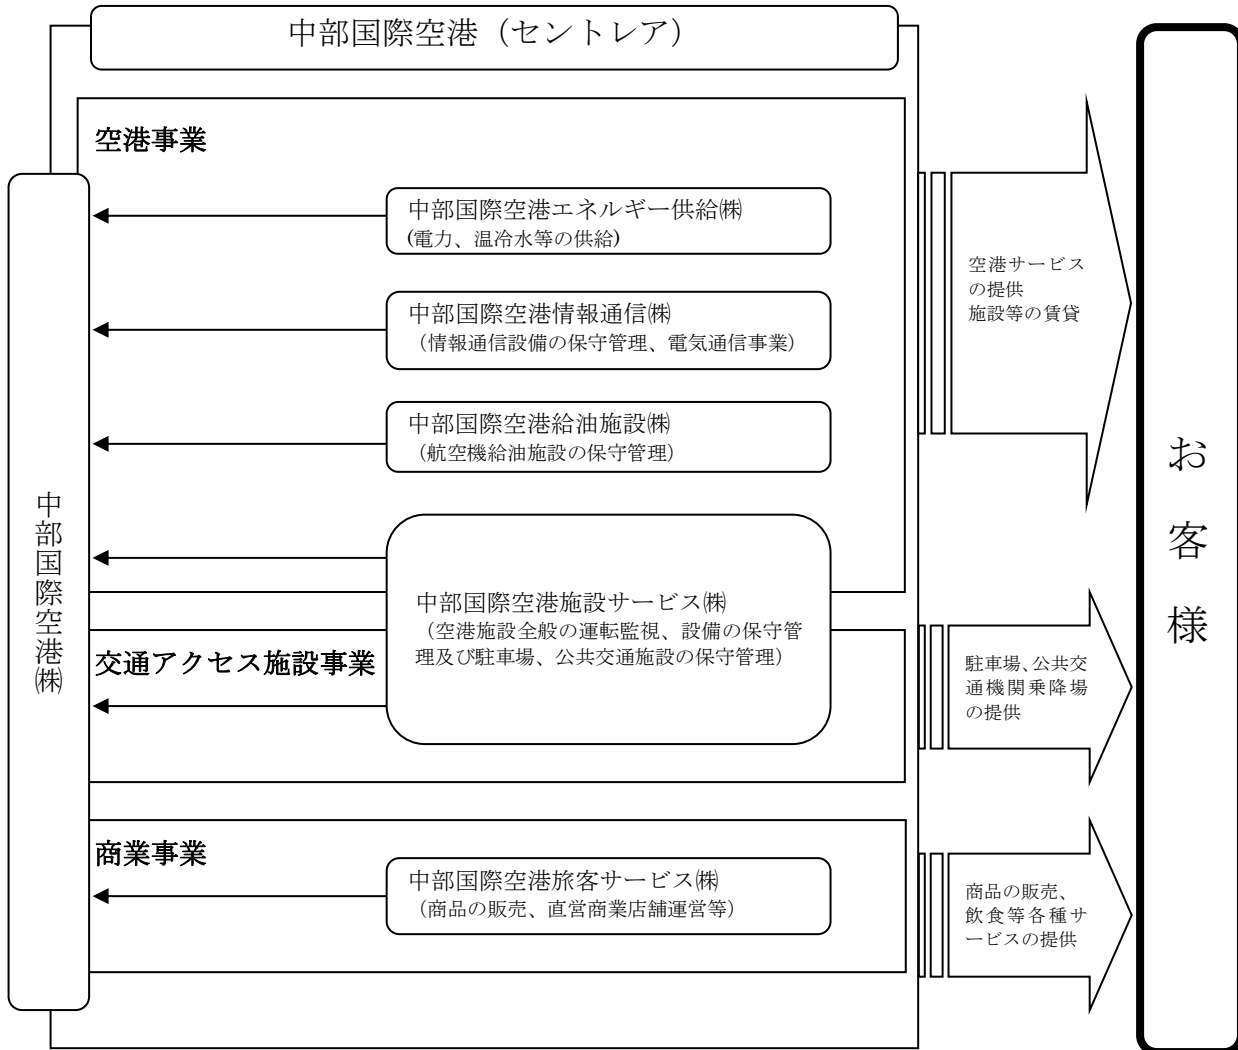 中部国際空港（セントレア）
空港事業
中部国際空港エネルギー供給㈱
(電力、温冷水等の供給)
中部国際空港情報通信㈱
（情報通信設備の保守管理、電気通信事業）
中部国際空港給油施設㈱
（航空機給油施設の保守管理）
中部国際空港施設サービス㈱
（空港施設全般の運転監視、設備の保守管
理及び駐車場、公共交通施設の保守管理）
交通アクセス施設事業
商業事業
中部国際空港旅客サービス㈱
（商品の販売、直営商業店舗運営等）
中部国際空港㈱
空港サービス
の提供
施設等の賃貸
駐車場、公共交
通機関乗降場
の提供
商品の販売、
飲食等各種サ
ービスの提供
お客様